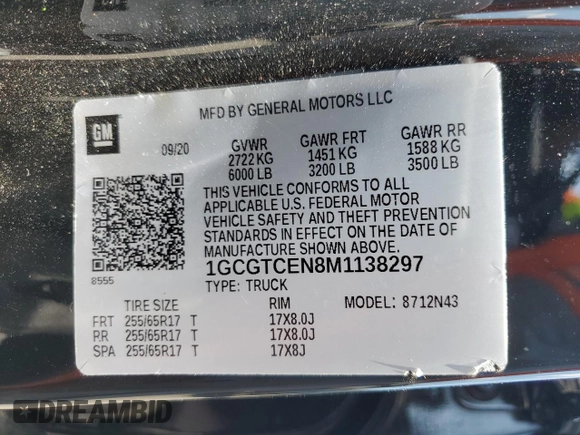 MFD BY GENERAL MOTORS LLC
GM
09/20 GVWR GAWR FRT GAWR RR
2722 KG 1451 KG 1588 KG
6000 LB 3200 LB 3500 LB
THIS VEHICLE CONFORMS TO ALL
APPLICABLE U.S. FEDERAL MOTOR
VEHICLE SAFETY AND THEFT PREVENTION
STANDARDS IN EFFECT ON THE DATE OF
MANUFACTURE SHOWN ABOVE.
8555
1GCGTCEN8M1138297
TYPE: TRUCK
TIRE SIZE RIM MODEL: 8712N43
FRT 255/65R17 T 17X8.0J
RR 255/65R17 T 17X8.0J
SPA 255/65R17 T 17X8J
DREAMBID